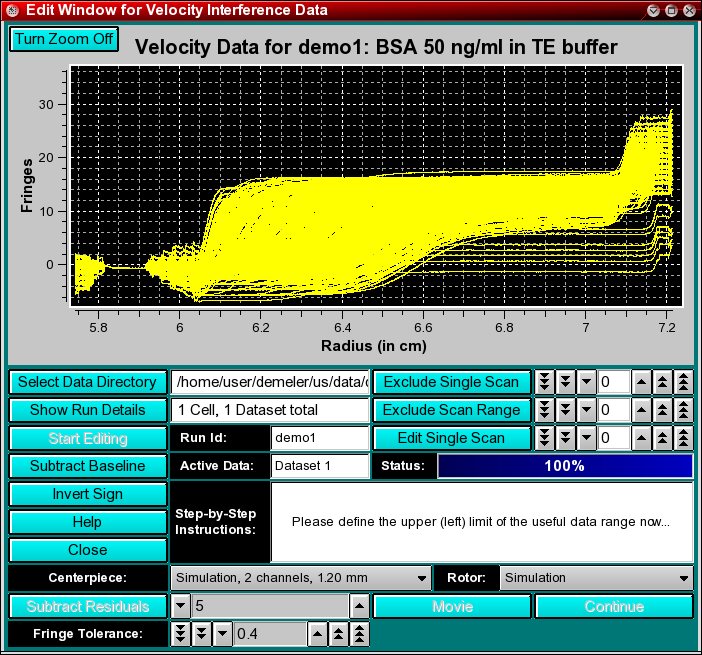 Edit Window for Velocity Interference Data
Turn Zoom Off
Velocity Data for demo1: BSA 50 ng/ml in TE buffer
Fringes
30
20
10
0
5.8 6 6.2 6.4 6.6 6.8 7 7.2
Radius (in cm)
Select Data Directory /home/user/demeler/us/data/ Exclude Single Scan 0
Show Run Details 1 Cell, 1 Dataset total Exclude Scan Range 0
Start Editing Run Id: demo1 Edit Single Scan 0
Subtract Baseline Active Data: Dataset 1 Status: 100%
Invert Sign
Help
Close
Step-by-Step
Instructions:
Please define the upper (left) limit of the useful data range now...
Centerpiece: Simulation, 2 channels, 1.20 mm Rotor: Simulation
Subtract Residuals 5 Movie Continue
Fringe Tolerance: 0.4